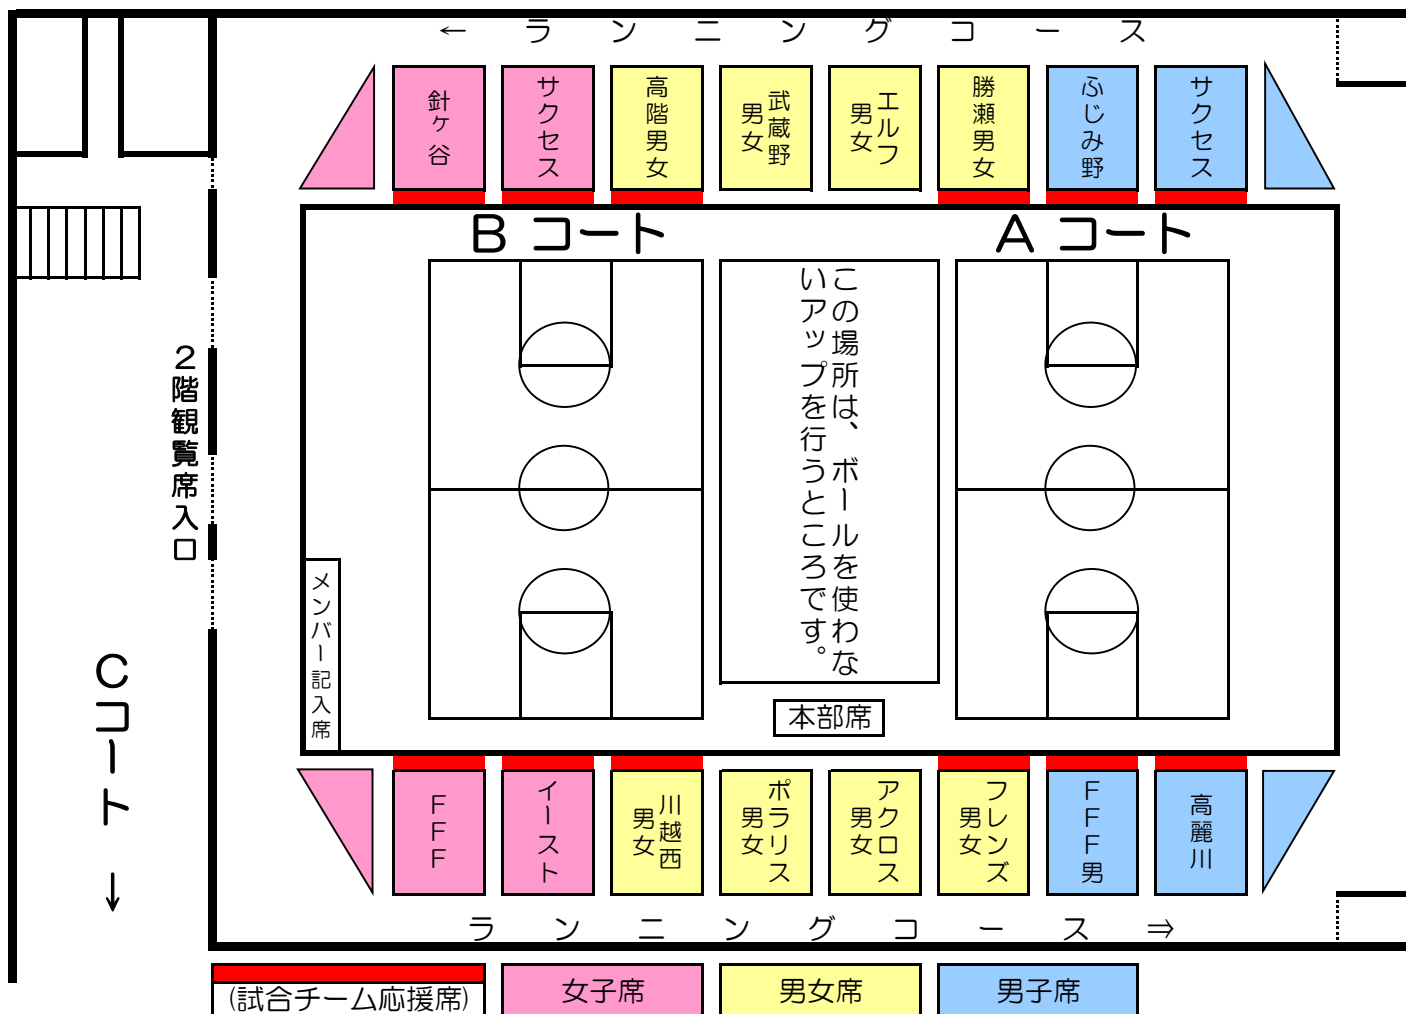 ← ランニングコース
針ヶ谷
サクセス
高階男女
武蔵野
男女
エルフ
男女
勝瀬男女
ふじみ野
サクセス
Bコート
Aコート
この場所は、ボールを使わな
いアップを行うところです。
2階観覧席入口
メンバー記入席
Cコート →
本部席
FFF
イースト
川越西
男女
ポラリス
男女
アクロス
男女
フレンズ
男女
FFF男
高麗川
ランニングコース⇒
(試合チーム応援席)
女子席
男女席
男子席